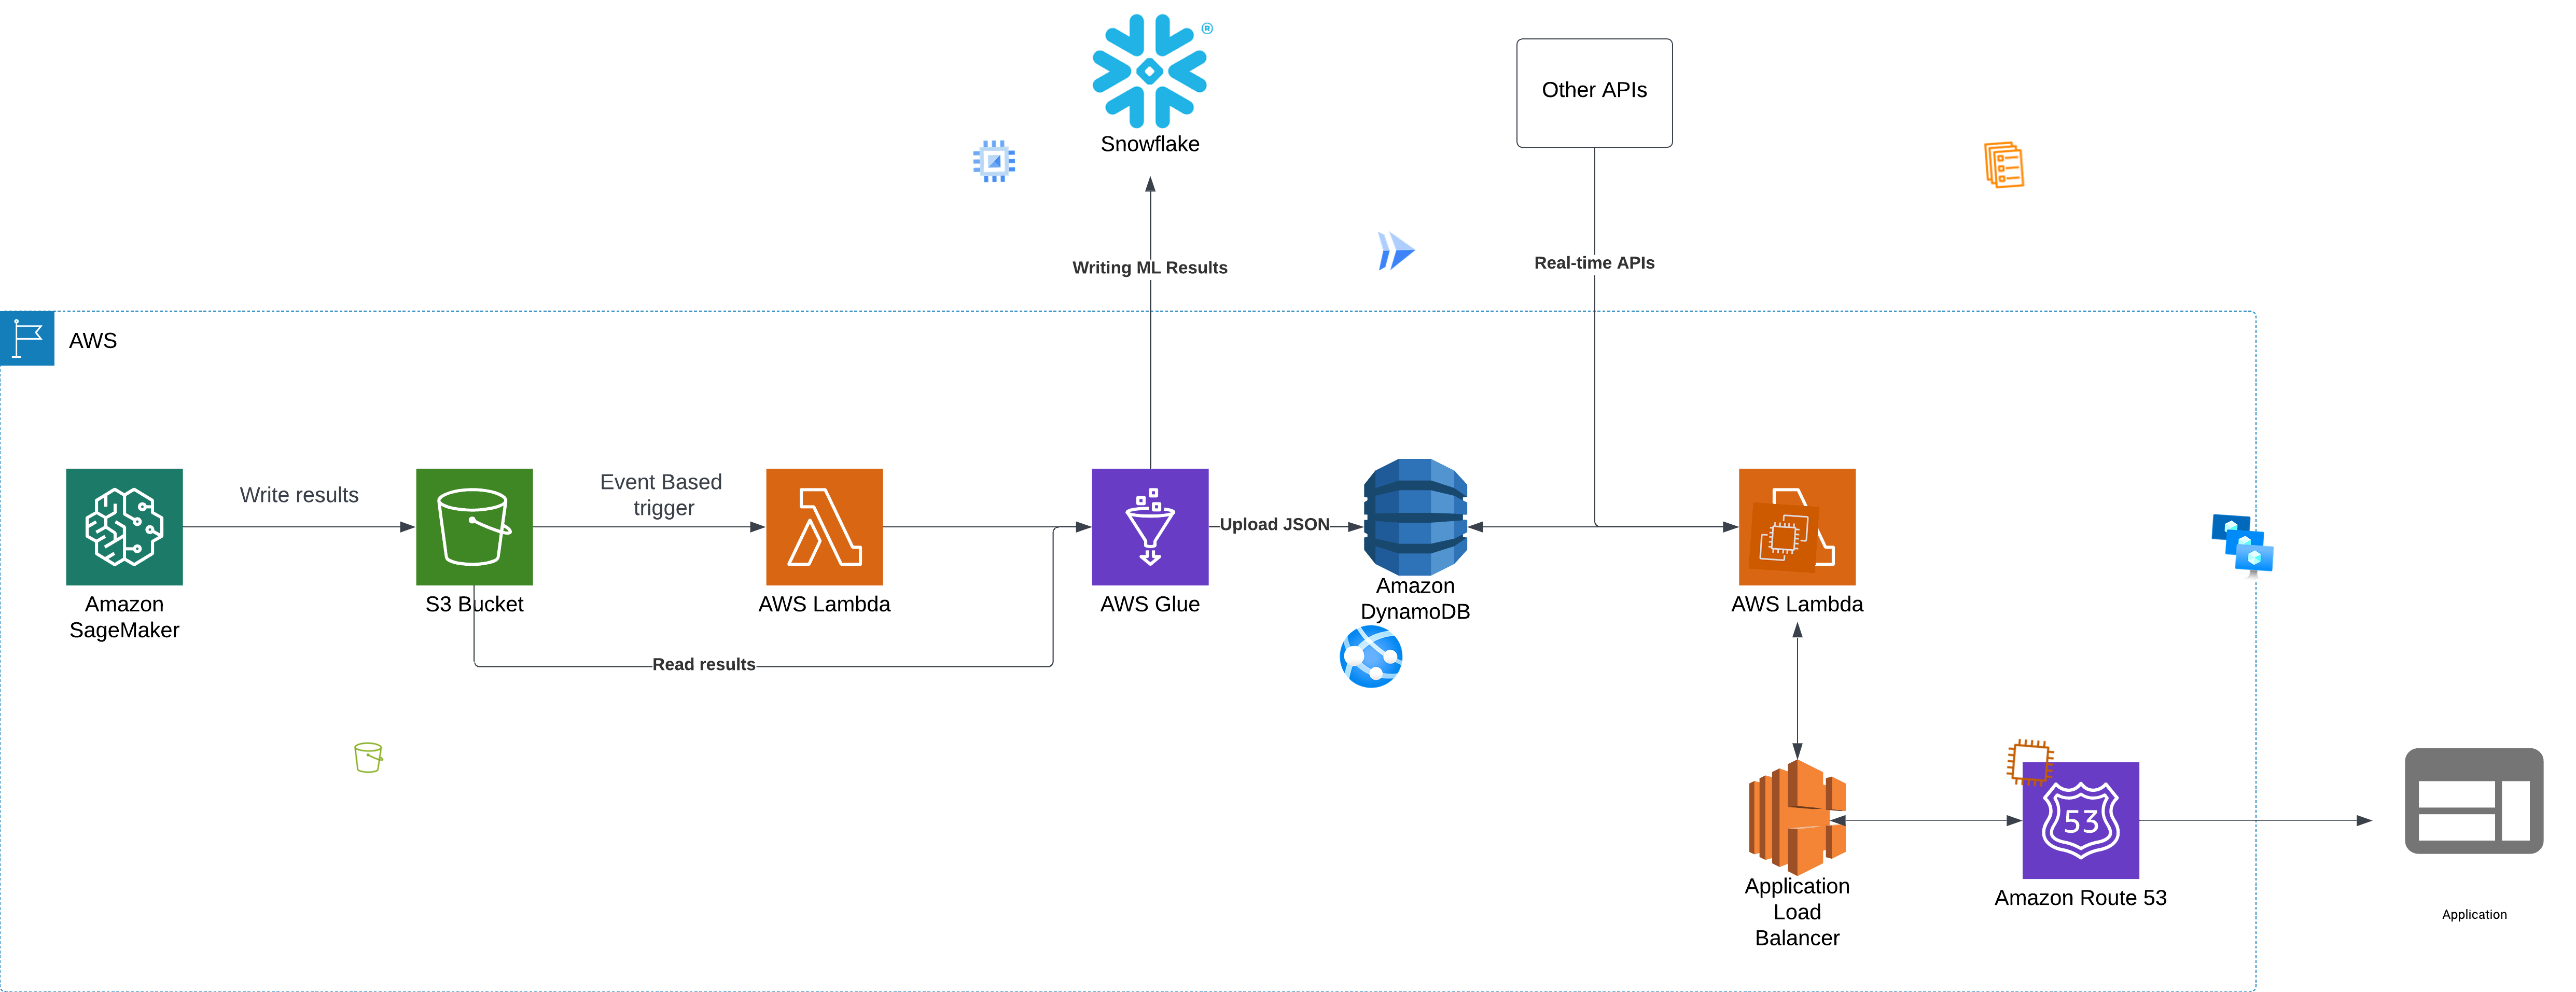 ®
Snowflake
Other APIs
Writing ML Results
Real-time APIs
AWS
Write results
Event Based
trigger
Upload JSON
Amazon
SageMaker
S3 Bucket
AWS Lambda
AWS Glue
Amazon
DynamoDB
AWS Lambda
Read results
53
Application
Load
Balancer
Amazon Route 53
Application